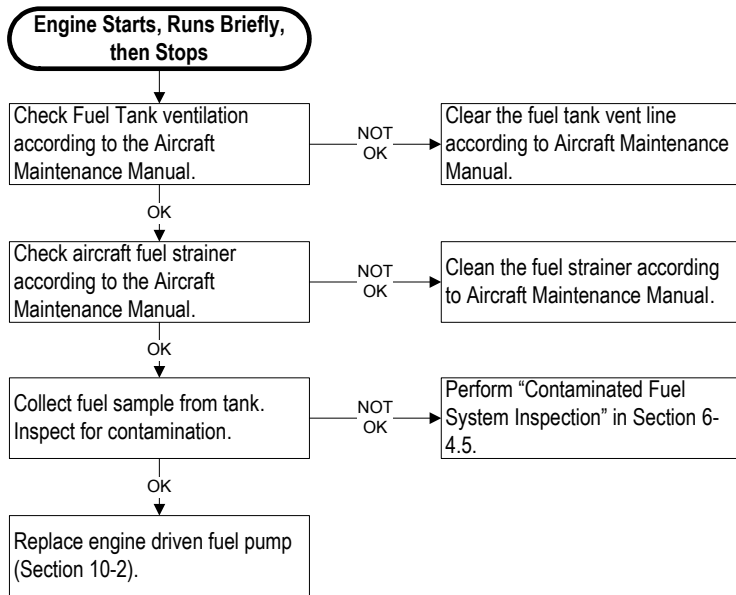 Engine Starts, Runs Briefly,
then Stops
Check Fuel Tank ventilation
according to the Aircraft
Maintenance Manual.
NOT
OK
Clear the fuel tank vent line
according to Aircraft Maintenance
Manual.
OK
Check aircraft fuel strainer
according to the Aircraft
Maintenance Manual.
NOT
OK
Clean the fuel strainer according
to Aircraft Maintenance Manual.
OK
Collect fuel sample from tank.
Inspect for contamination.
NOT
OK
Perform “Contaminated Fuel
System Inspection” in Section 6-
4.5.
OK
Replace engine driven fuel pump
(Section 10-2).